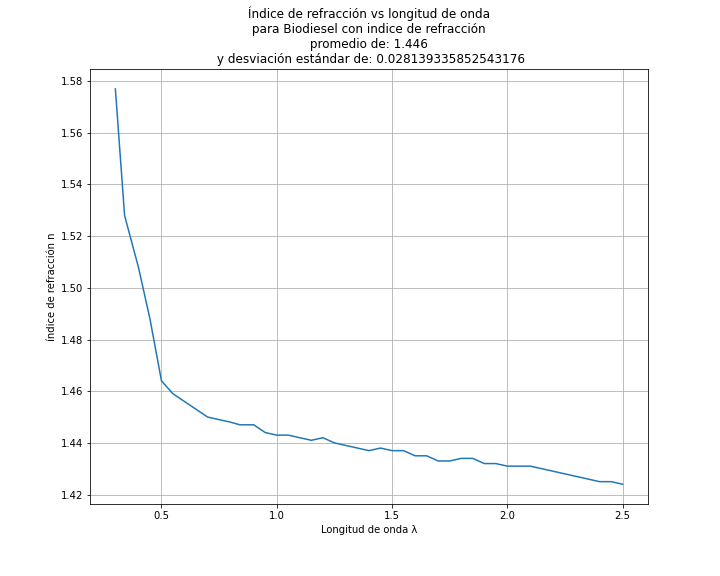 Índice de refracción vs longitud de onda
para Biodiesel con indice de refracción
promedio de: 1.446
y desviación estándar de: 0.028139335852543176
1.58
1.56
1.54
1.52
1.50
1.48
1.46
1.44
1.42
Índice de refracción n
0.5 1.0 1.5 2.0 2.5
Longitud de onda λ